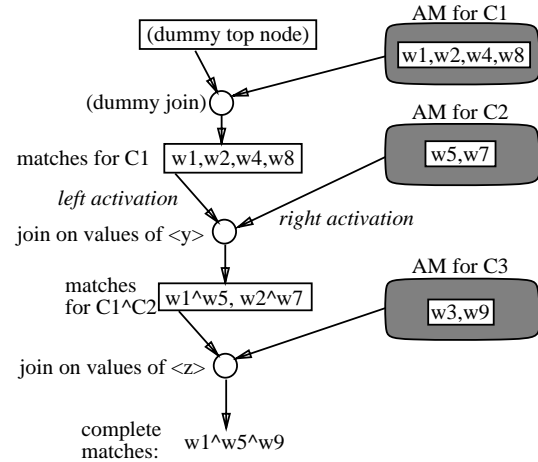 AM for C1
(dummy top node)
w1,w2,w4,w8
(dummy join)
AM for C2
matches for C1
w1,w2,w4,w8
w5,w7
left activation
right activation
join on values of <y>
AM for C3
matches
for C1^C2
w1^w5, w2^w7
w3,w9
join on values of <z>
complete
matches:
w1^w5^w9